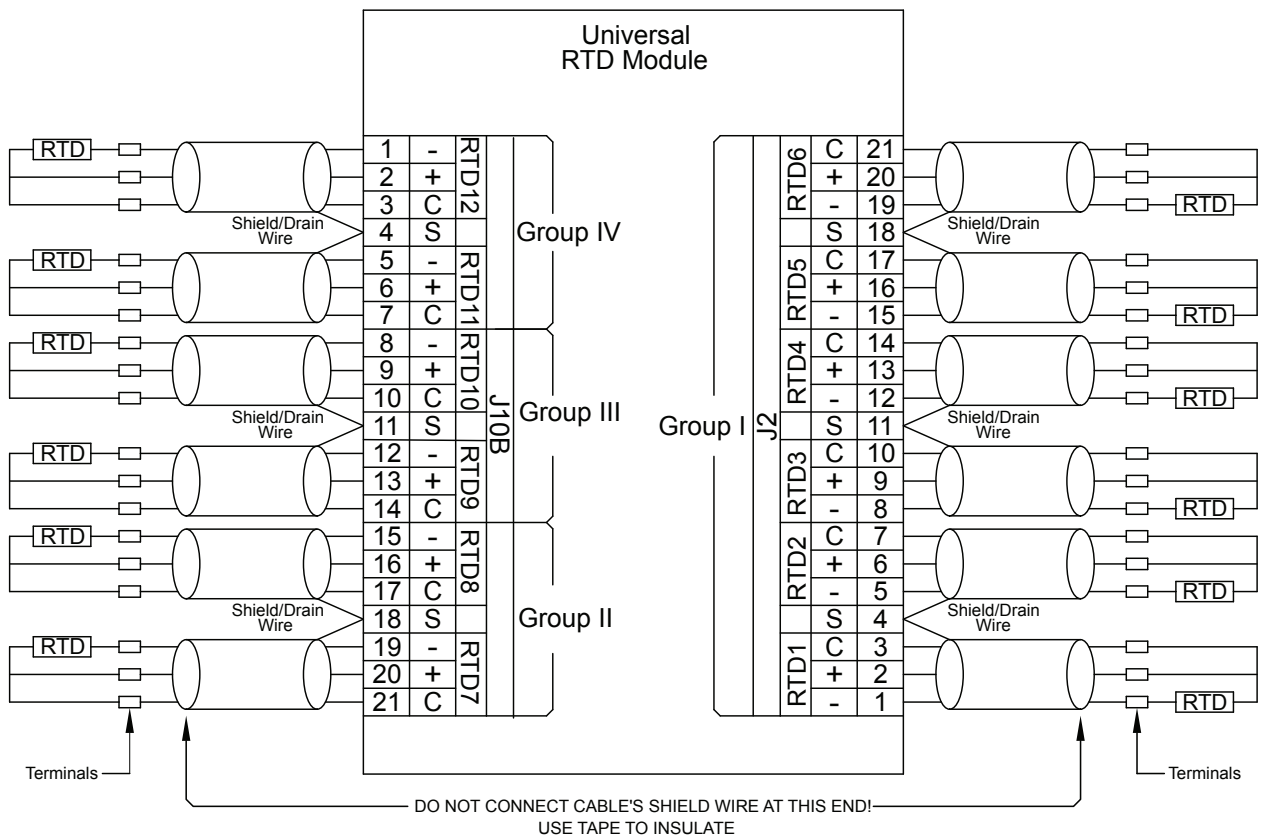 Universal
RTD Module
RTD 1 - RTD12 RTD6 C 21
2 + + 20
3 C - 19 RTD
Shield/Drain
Wire
4 S Group IV S 18
Shield/Drain
Wire
RTD 5 - RTD11 RTD5 C 17
6 + + 16
7 C - 15 RTD
RTD 8 - RTD10 RTD4 C 14
9 + + 13
10 C - 12 RTD
Shield/Drain
Wire
11 S J10B Group III Group I J2 S 11
Shield/Drain
Wire
RTD 12 - RTD9 RTD3 C 10
13 + + 9
14 C - 8 RTD
RTD 15 - RTD8 RTD2 C 7
16 + + 6
17 C - 5 RTD
Shield/Drain
Wire
18 S Group II S 4
Shield/Drain
Wire
RTD 19 - RTD7 RTD1 C 3
20 + + 2
21 C - 1 RTD
Terminals
Terminals
DO NOT CONNECT CABLE'S SHIELD WIRE AT THIS END!
USE TAPE TO INSULATE